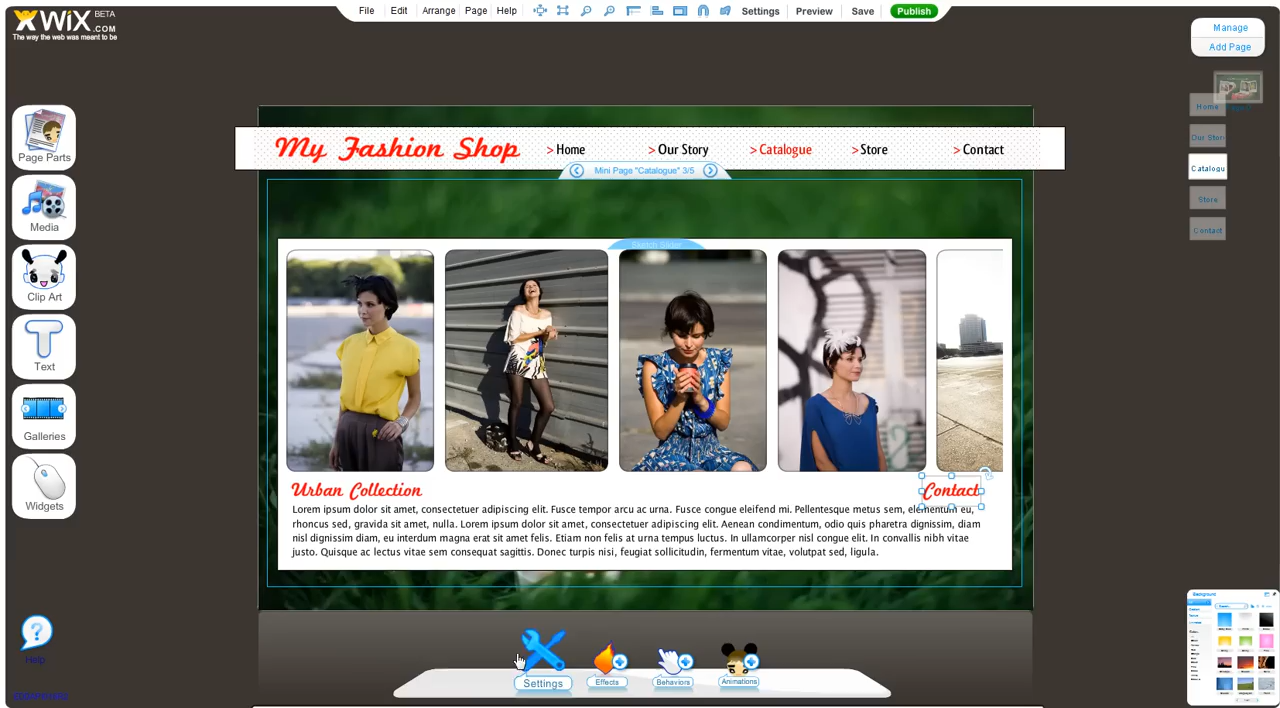 WiX BETA
.COM
The way the web was meant to be
File Edit Arrange Page Help Settings Preview Save Publish
Manage
Add Page
Home
Our Stor
Catalogu
Store
Contact
Page Parts
Media
Clip Art
Text
Galleries
Widgets
Help
My Fashion Shop > Home > Our Story > Catalogue > Store > Contact
Mini Page "Catalogue" 3/5
Sketch Slider
Urban Collection Contact
Lorem ipsum dolor sit amet, consectetuer adipiscing elit. Fusce tempor arcu ac urna. Fusce congue eleifend mi. Pellentesque metus sem, elementum eu,
rhoncus sed, gravida sit amet, nulla. Lorem ipsum dolor sit amet, consectetuer adipiscing elit. Aenean condimentum, odio quis pharetra dignissim, diam
nisl dignissim diam, eu interdum magna erat sit amet felis. Etiam non felis at urna tempus luctus. In ullamcorper nisl congue elit. In convallis nibh vitae
justo. Quisque ac lectus vitae sem consequat sagittis. Donec turpis nisi, feugiat sollicitudin, fermentum vitae, volutpat sed, ligula.
Settings Effects Behaviors Animations
Background